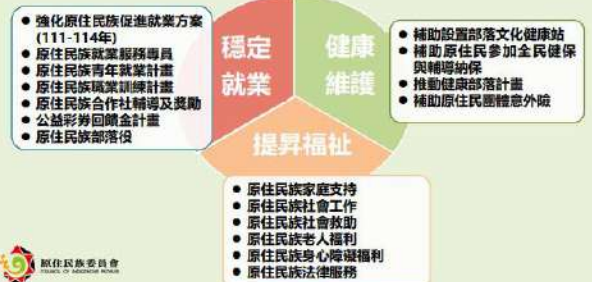 ● 強化原住民族促進就業方案
(111-114年)
● 原住民族就業服務專員
● 原住民族青年就業計畫
● 原住民族職業訓練計畫
● 原住民族合作社輔導及獎勵
● 公益彩券回饋金計畫
● 原住民族部落役
穩定
就業
健康
維護
● 補助設置部落文化健康站
● 補助原住民參加全民健保
與輔導納保
● 推動健康部落計畫
● 補助原住民團體意外險
提昇福祉
● 原住民族家庭支持
● 原住民族社會工作
● 原住民族社會救助
● 原住民族老人福利
● 原住民族身心障礙福利
● 原住民族法律服務
原住民族委員會
COUNCIL OF INDIGENOUS PEOPLES